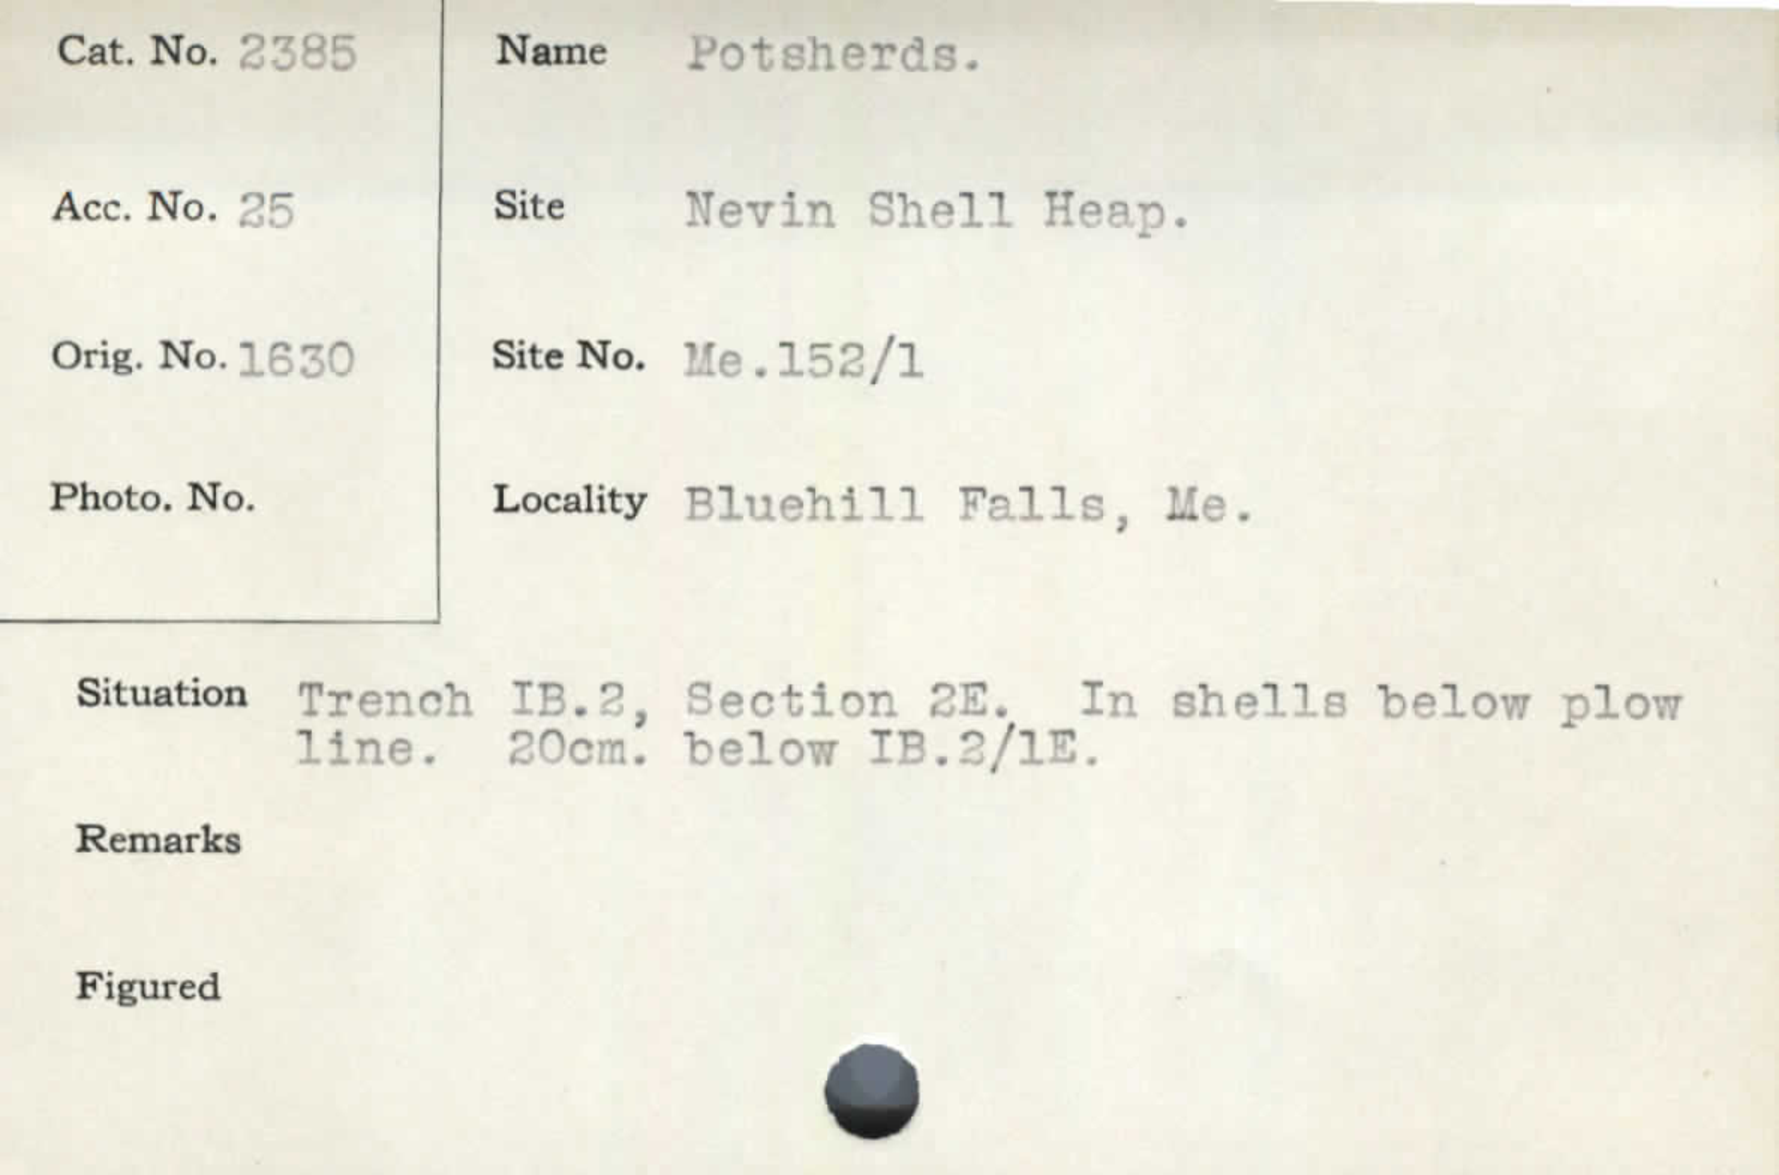 Cat. No. 2385
Name Potsherds.
Acc. No. 25
Site Nevin Shell Heap.
Orig. No. 1630
Site No. Me.152/1
Photo. No.
Locality Bluehill Falls, Me.
Situation Trench IB.2, Section 2E. In shells below plow
line. 20cm. below IB.2/1E.
Remarks
Figured